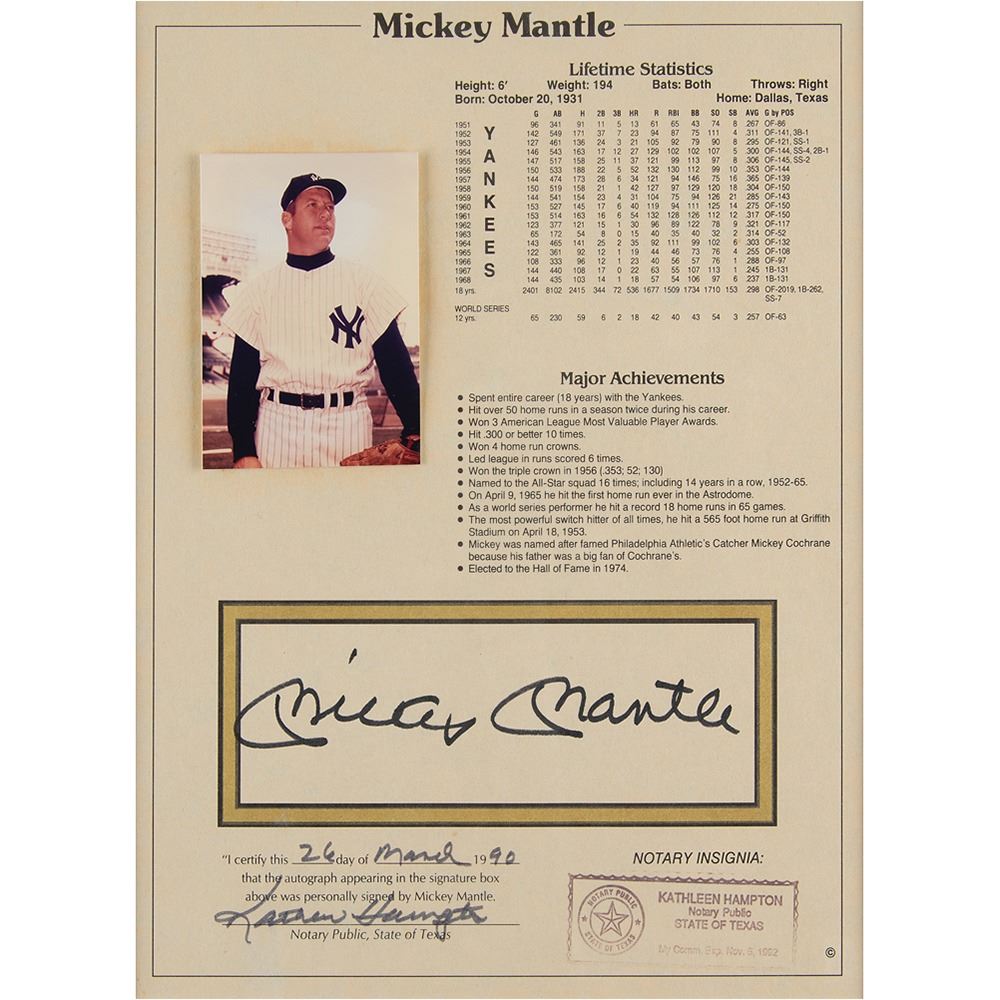 Mickey Mantle
Lifetime Statistics
Height: 6′ Weight: 194 Bats: Both Throws: Right
Born: October 20, 1931 Home: Dallas, Texas
G AB H 2B 3B HR R RBI BB SO SB AVG G by POS
YANKEES
1951 96 341 91 11 5 13 61 65 43 74 8 .267 OF-86
1952 142 549 171 37 7 23 94 87 75 111 4 .311 OF-141, 3B-1
1953 127 461 136 24 3 21 105 92 79 90 8 .295 OF-121, SS-1
1954 146 543 163 17 12 27 129 102 102 107 5 .300 OF-144, SS-4, 2B-1
1955 147 517 158 25 11 37 121 99 113 97 8 .306 OF-145, SS-2
1956 150 533 188 22 5 52 132 130 112 99 10 .353 OF-144
1957 144 474 173 28 6 34 121 94 146 75 16 .365 OF-139
1958 150 519 158 21 1 42 127 97 129 120 18 .304 OF-150
1959 144 541 154 23 4 31 104 75 94 126 21 .285 OF-143
1960 153 527 145 17 6 40 119 94 111 125 14 .275 OF-150
1961 153 514 163 16 6 54 132 128 126 112 12 .317 OF-150
1962 123 377 121 15 1 30 96 89 122 78 9 .321 OF-117
1963 65 172 54 8 0 15 40 35 40 32 2 .314 OF-52
1964 143 465 141 25 2 35 92 111 99 102 6 .303 OF-132
1965 122 361 92 12 1 19 44 46 73 76 4 .255 OF-108
1966 108 333 96 12 1 23 40 56 57 76 1 .288 OF-97
1967 144 440 108 17 0 22 63 55 107 113 1 .245 1B-131
1968 144 435 103 14 1 18 57 54 106 97 6 .237 1B-131
18 yrs. 2401 8102 2415 344 72 536 1677 1509 1734 1710 153 .298 OF-2019, 1B-262,
SS-7
WORLD SERIES
12 yrs. 65 230 59 6 2 18 42 40 43 54 3 .257 OF-63
Major Achievements
• Spent entire career (18 years) with the Yankees.
• Hit over 50 home runs in a season twice during his career.
• Won 3 American League Most Valuable Player Awards.
• Hit .300 or better 10 times.
• Won 4 home run crowns.
• Led league in runs scored 6 times.
• Won the triple crown in 1956 (.353; 52; 130)
• Named to the All-Star squad 16 times; including 14 years in a row, 1952-65.
• On April 9, 1965 he hit the first home run ever in the Astrodome.
• As a world series performer he hit a record 18 home runs in 65 games.
• The most powerful switch hitter of all times, he hit a 565 foot home run at Griffith
Stadium on April 18, 1953.
• Mickey was named after famed Philadelphia Athletic's Catcher Mickey Cochrane
because his father was a big fan of Cochrane's.
• Elected to the Hall of Fame in 1974.
NY
Mickey Mantle
"I certify this 26 day of March 1990
that the autograph appearing in the signature box
above was personally signed by Mickey Mantle.
Kathleen Hampton
Notary Public, State of Texas
NOTARY INSIGNIA:
NOTARY PUBLIC
STATE OF TEXAS
KATHLEEN HAMPTON
Notary Public
STATE OF TEXAS
My Comm. Exp. Nov. 6, 1992
©